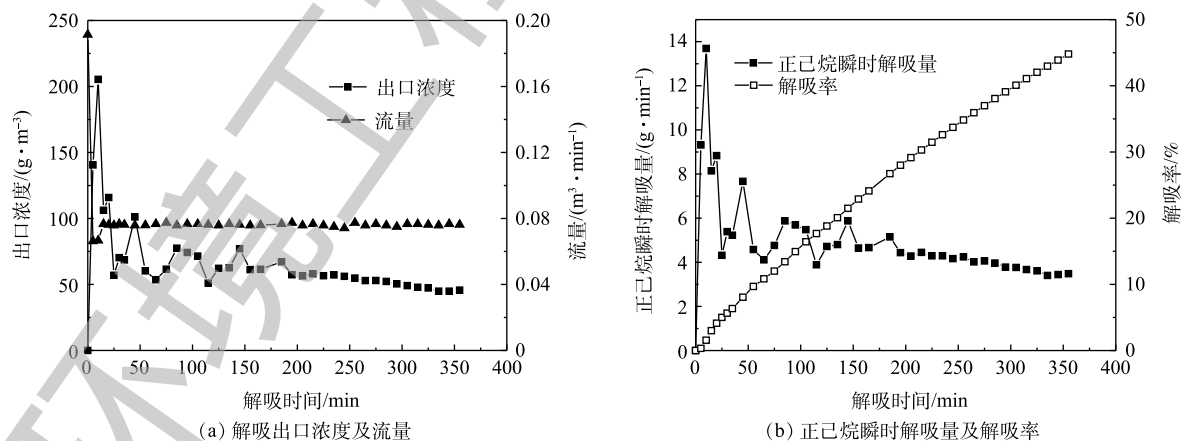 250
200
150
100
50
0
出口浓度/(g·m⁻³)
0.20
0.16
0.12
0.08
0.04
0
流量/(m³·min⁻¹)
出口浓度
流量
0 50 100 150 200 250 300 350 400
解吸时间/min
(a) 解吸出口浓度及流量
14
12
10
8
6
4
2
0
正己烷瞬时解吸量/(g·min⁻¹)
50
40
30
20
10
0
解吸率/%
正己烷瞬时解吸量
解吸率
0 50 100 150 200 250 300 350 400
解吸时间/min
(b) 正己烷瞬时解吸量及解吸率
环境工程